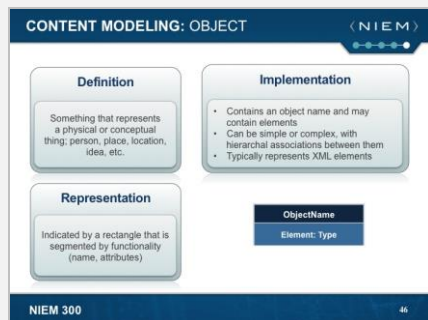 CONTENT MODELING: OBJECT
〈NIEM〉
Definition
Something that represents
a physical or conceptual
thing; person, place, location,
idea, etc.
Implementation
• Contains an object name and may
contain elements
• Can be simple or complex, with
hierarchal associations between them
• Typically represents XML elements
Representation
Indicated by a rectangle that is
segmented by functionality
(name, attributes)
ObjectName
Element: Type
NIEM 300
46